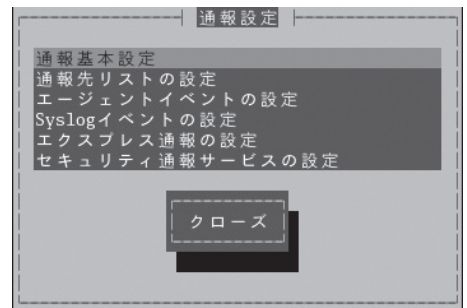 通報設定
通報基本設定
通報先リストの設定
エージェントイベントの設定
Syslogイベントの設定
エクスプレス通報の設定
セキュリティ通報サービスの設定
クローズ